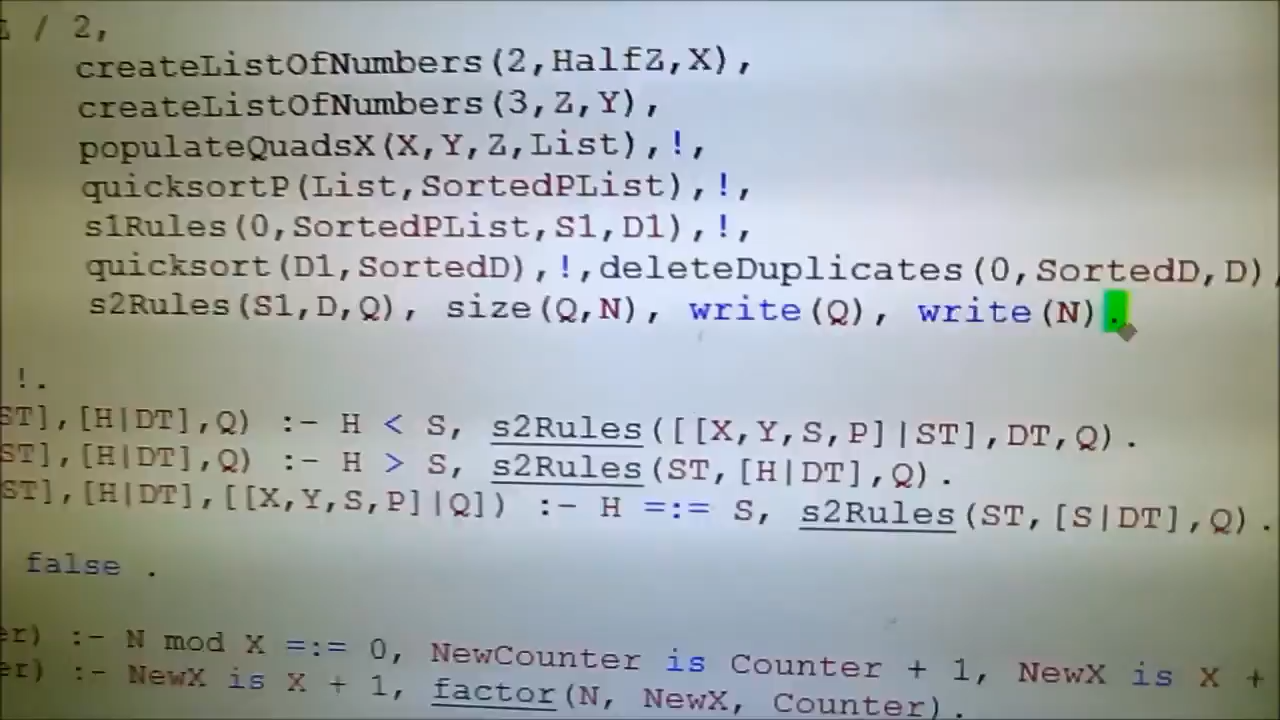 / 2,
createListOfNumbers(2,HalfZ,X),
createListOfNumbers(3,Z,Y),
populateQuadsX(X,Y,Z,List),!,
quicksortP(List,SortedPList),!,
s1Rules(0,SortedPList,S1,D1),!,
quicksort(D1,SortedD),!,deleteDuplicates(0,SortedD,D),
s2Rules(S1,D,Q), size(Q,N), write(Q), write(N).
!.
ST],[H|DT],Q) :- H < S, s2Rules([[X,Y,S,P]|ST],DT,Q).
ST],[H|DT],Q) :- H > S, s2Rules(ST,[H|DT],Q).
ST],[H|DT],[[X,Y,S,P]|Q]) :- H =:= S, s2Rules(ST,[S|DT],Q).
false .
er) :- N mod X =:= 0, NewCounter is Counter + 1, NewX is X +
er) :- NewX is X + 1, factor(N, NewX, Counter).